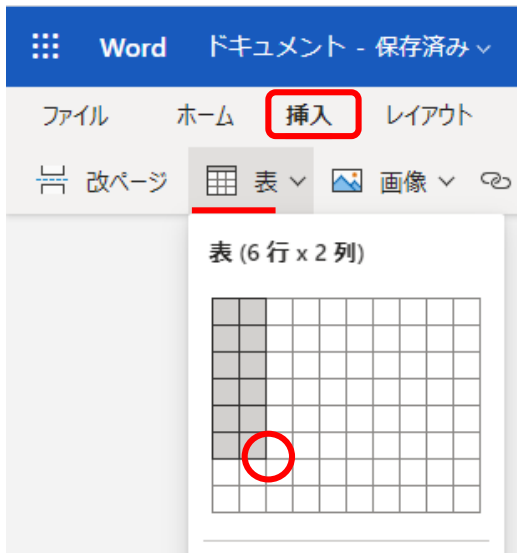 Word ドキュメント - 保存済み
ファイル ホーム 挿入 レイアウト
改ページ 表 画像
表 (6 行 x 2 列)